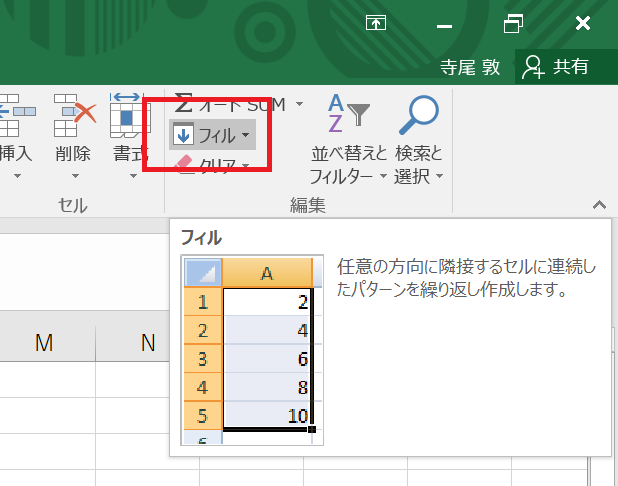 寺尾 敦
共有
Σ オート SUM
挿入
削除
書式
フィル
クリア
並べ替えと
フィルター
検索と
選択
セル
編集
フィル
任意の方向に隣接するセルに連続し
たパターンを繰り返し作成します。
A
1 2
2 4
3 6
4 8
5 10
6
M N
A
Z